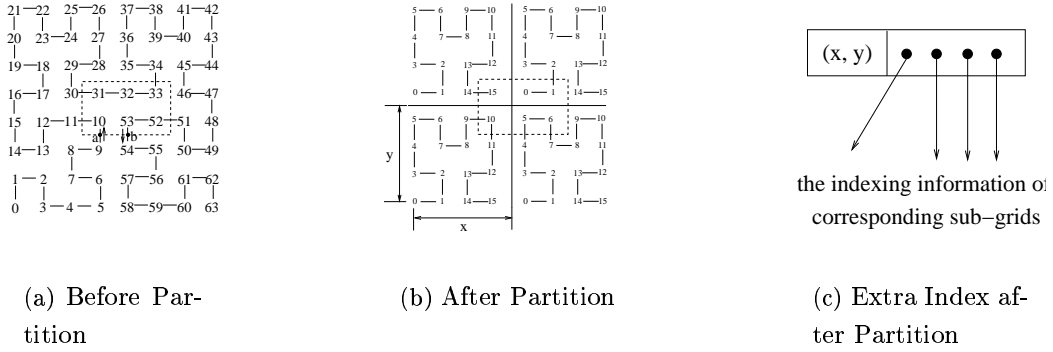 21 22 25 26 37 38 41 42
20 23 24 27 36 39 40 43
19 18 29 28 35 34 45 44
16 17 30 31 32 33 46 47
15 12 11 10 53 52 51 48
a b
14 13 8 9 54 55 50 49
1 2 7 6 57 56 61 62
0 3 4 5 58 59 60 63
(a) Before Par-
tition
5 6 9 10 5 6 9 10
4 7 8 11 4 7 8 11
3 2 13 12 3 2 13 12
0 1 14 15 0 1 14 15
5 6 9 10 5 6 9 10
4 7 8 11 4 7 8 11
y
3 2 13 12 3 2 13 12
0 1 14 15 0 1 14 15
x
(b) After Partition
(x, y)
the indexing information of
corresponding sub-grids
(c) Extra Index af-
ter Partition